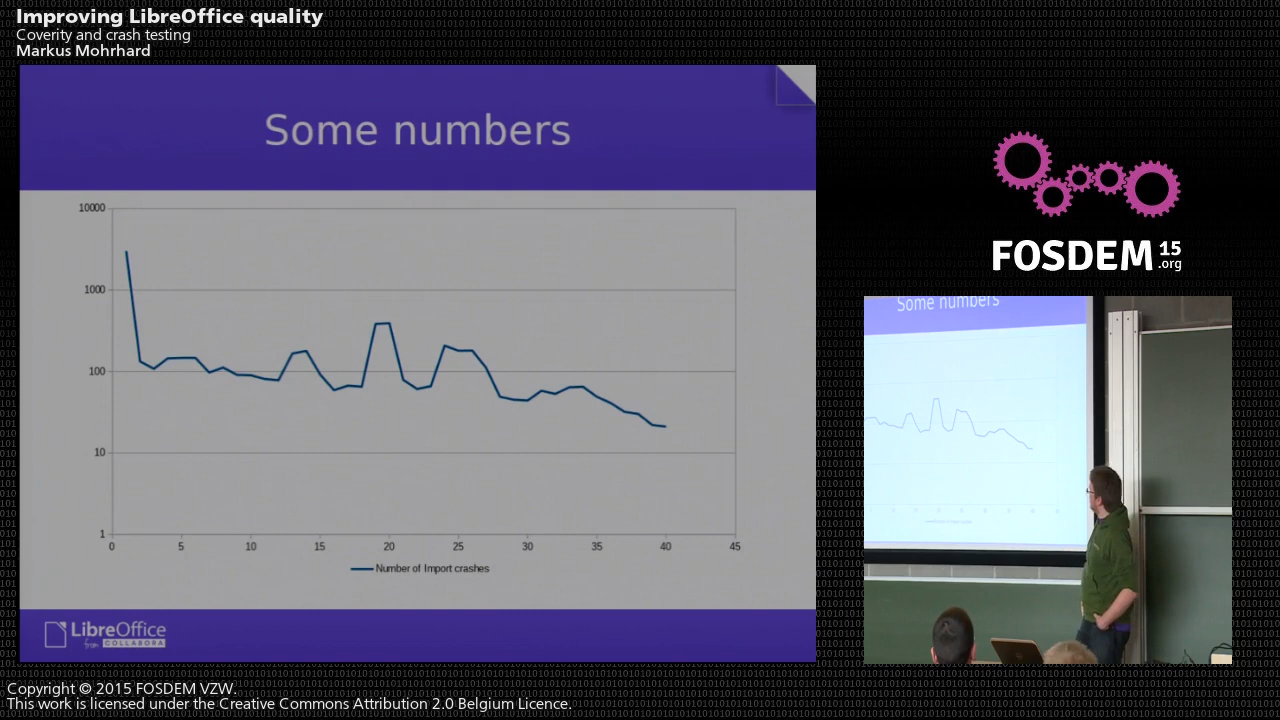 Improving LibreOffice quality
Coverity and crash testing
Markus Mohrhard
Some numbers
10000
1000
100
10
1
0 5 10 15 20 25 30 35 40 45
Number of Import crashes
LibreOffice
from COLLABORA
FOSDEM 15
.org
Some numbers
Copyright © 2015 FOSDEM VZW.
This work is licensed under the Creative Commons Attribution 2.0 Belgium Licence.